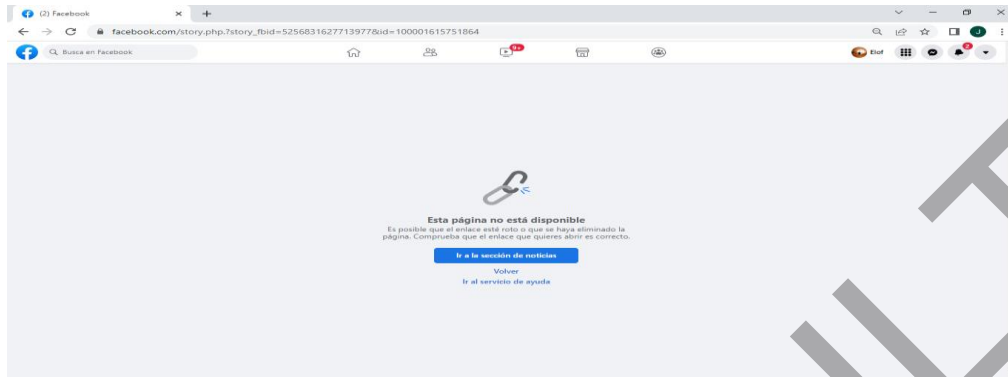 (2) Facebook
facebook.com/story.php?story_fbid=5256831627713977&id=100001615751864
Busca en Facebook
9+
Elof
2
J
Esta página no está disponible
Es posible que el enlace esté roto o que se haya eliminado la
página. Comprueba que el enlace que quieres abrir es correcto.
Ir a la sección de noticias
Volver
Ir al servicio de ayuda